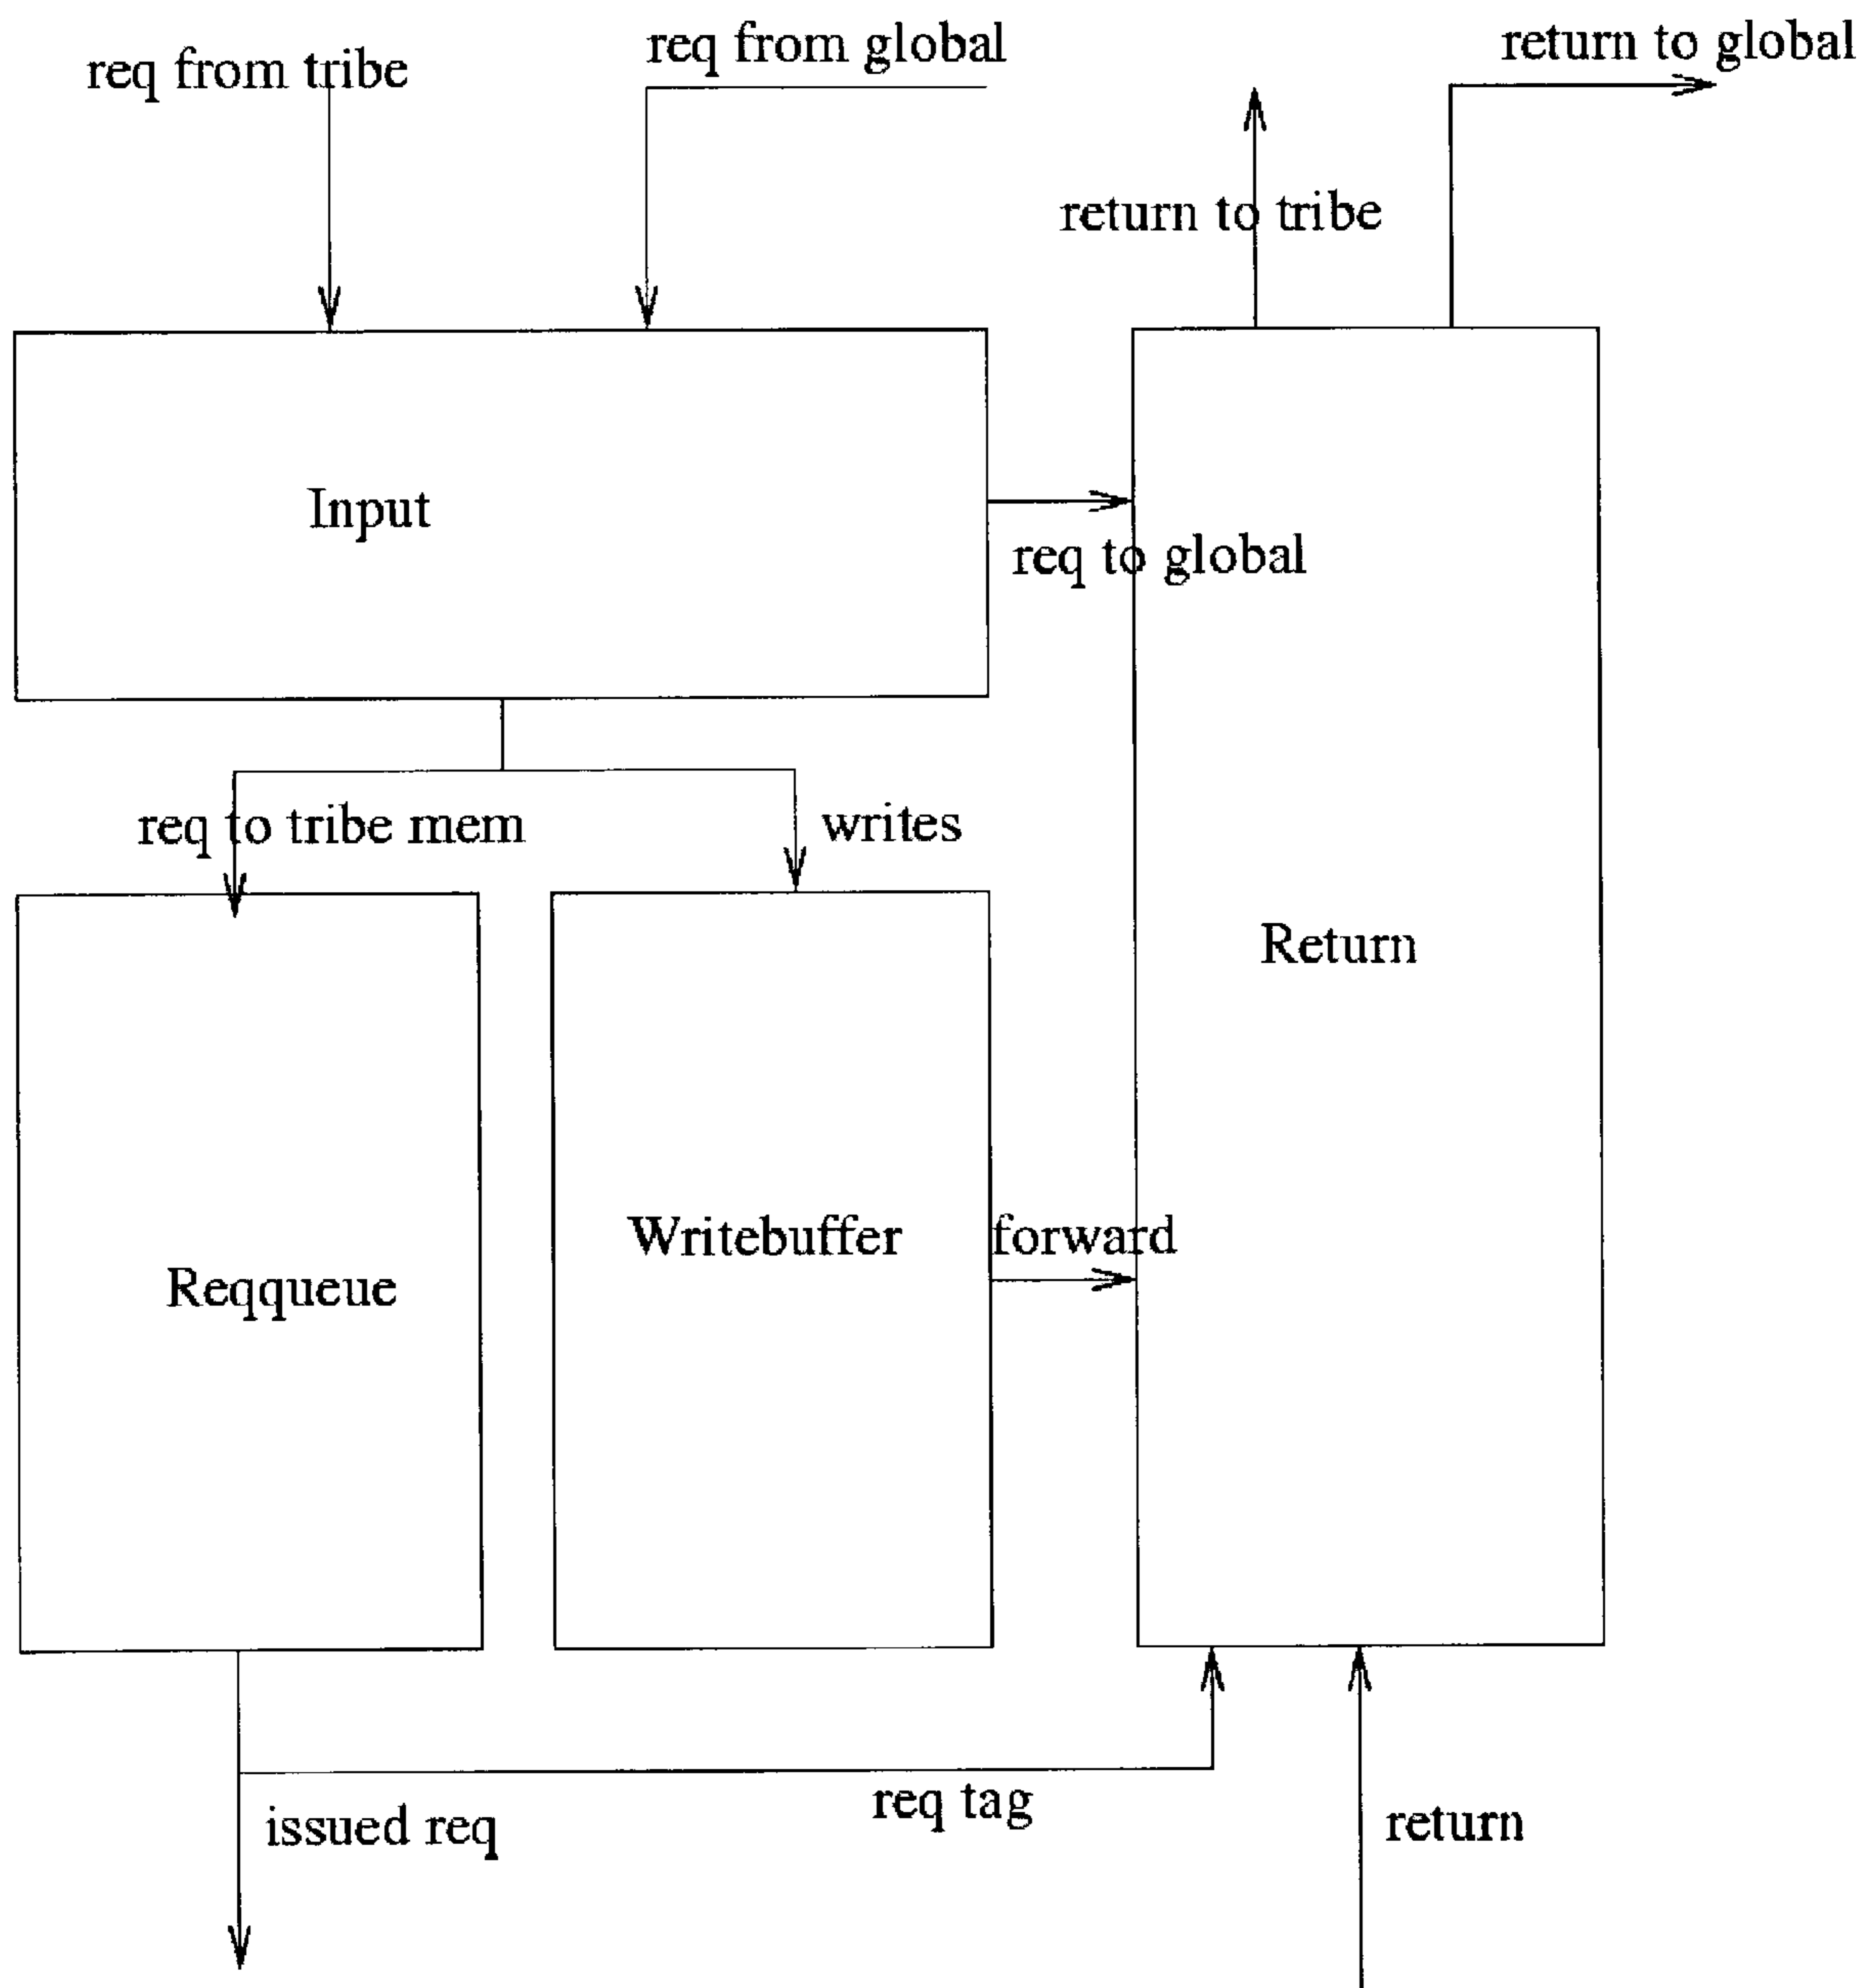 req from tribe
req from global
return to global
return to tribe
Input
req to global
req to tribe mem
writes
Return
Writebuffer
forward
Reqqueue
req tag
issued req
return